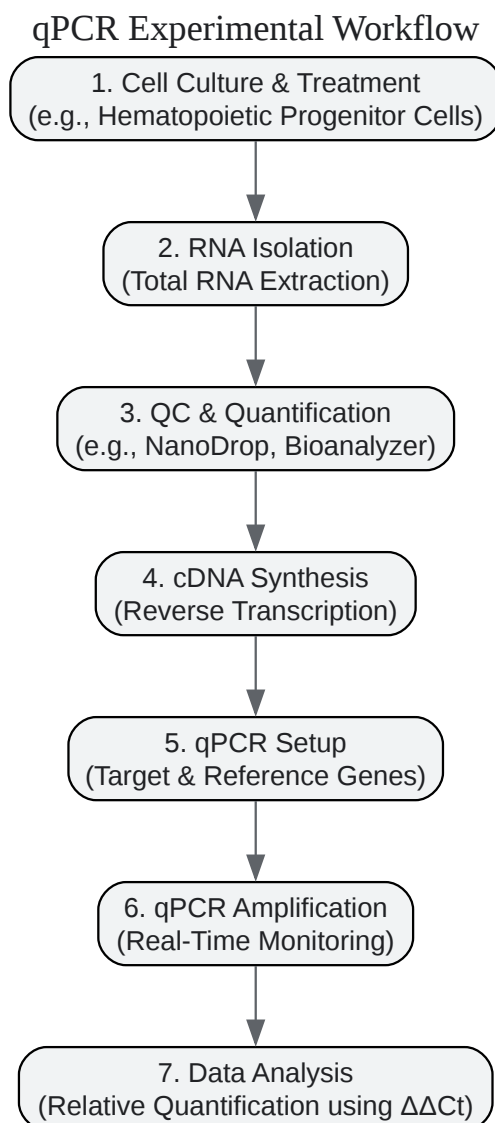 qPCR Experimental Workflow
1. Cell Culture & Treatment
(e.g., Hematopoietic Progenitor Cells)
2. RNA Isolation
(Total RNA Extraction)
3. QC & Quantification
(e.g., NanoDrop, Bioanalyzer)
4. cDNA Synthesis
(Reverse Transcription)
5. qPCR Setup
(Target & Reference Genes)
6. qPCR Amplification
(Real-Time Monitoring)
7. Data Analysis
(Relative Quantification using ΔΔCt)